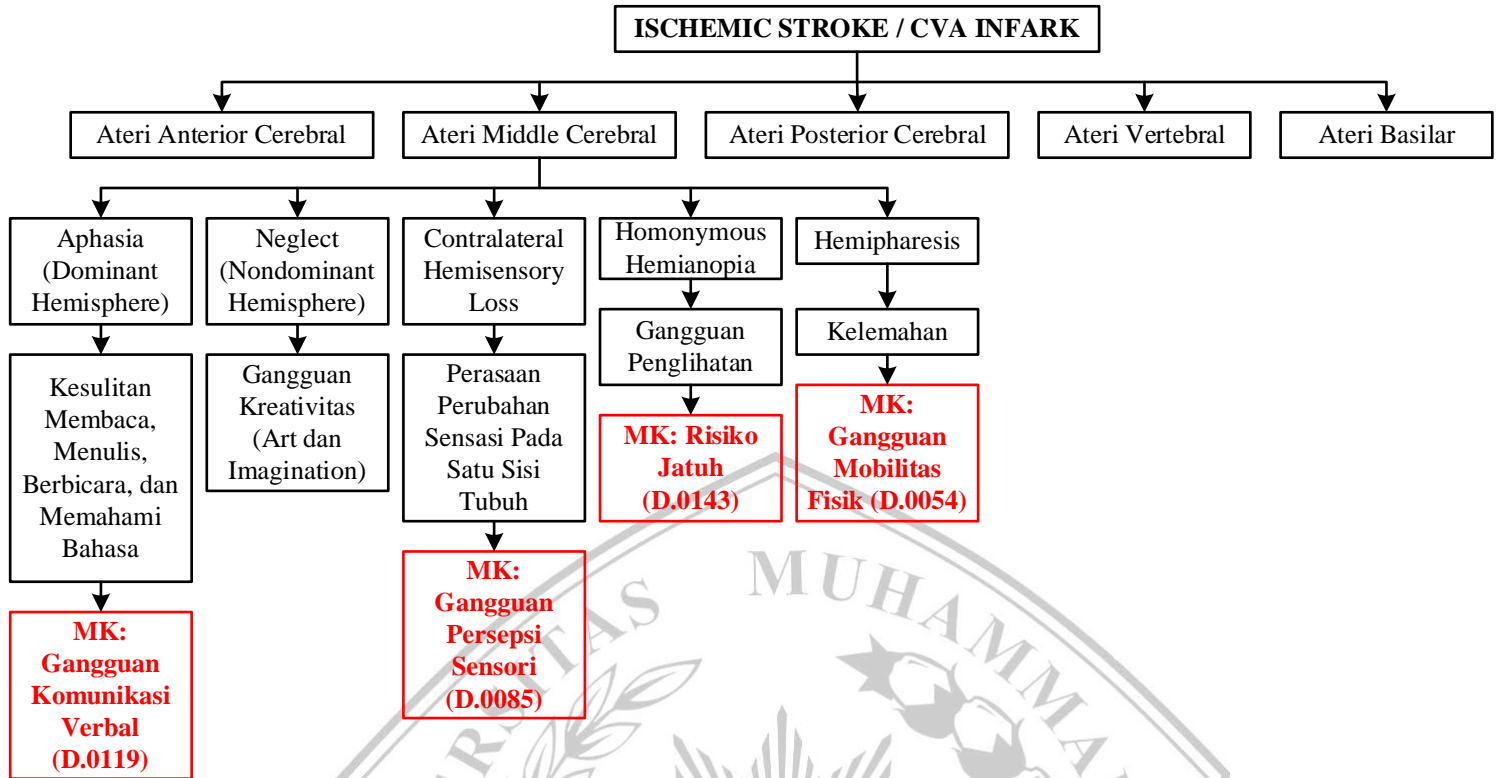 ISCHEMIC STROKE / CVA INFARK
Ateri Anterior Cerebral
Ateri Middle Cerebral
Ateri Posterior Cerebral
Ateri Vertebral
Ateri Basilar
Aphasia
(Dominant
Hemisphere)
Neglect
(Nondominant
Hemisphere)
Contralateral
Hemisensory
Loss
Homonymous
Hemianopia
Hemipharesis
Kesulitan
Membaca,
Menulis,
Berbicara, dan
Memahami
Bahasa
Gangguan
Kreativitas
(Art dan
Imagination)
Perasaan
Perubahan
Sensasi Pada
Satu Sisi
Tubuh
Gangguan
Penglihatan
Kelemahan
MK: Risiko
Jatuh
(D.0143)
MK:
Gangguan
Mobilitas
Fisik (D.0054)
MK:
Gangguan
Komunikasi
Verbal
(D.0119)
MK:
Gangguan
Persepsi
Sensori
(D.0085)